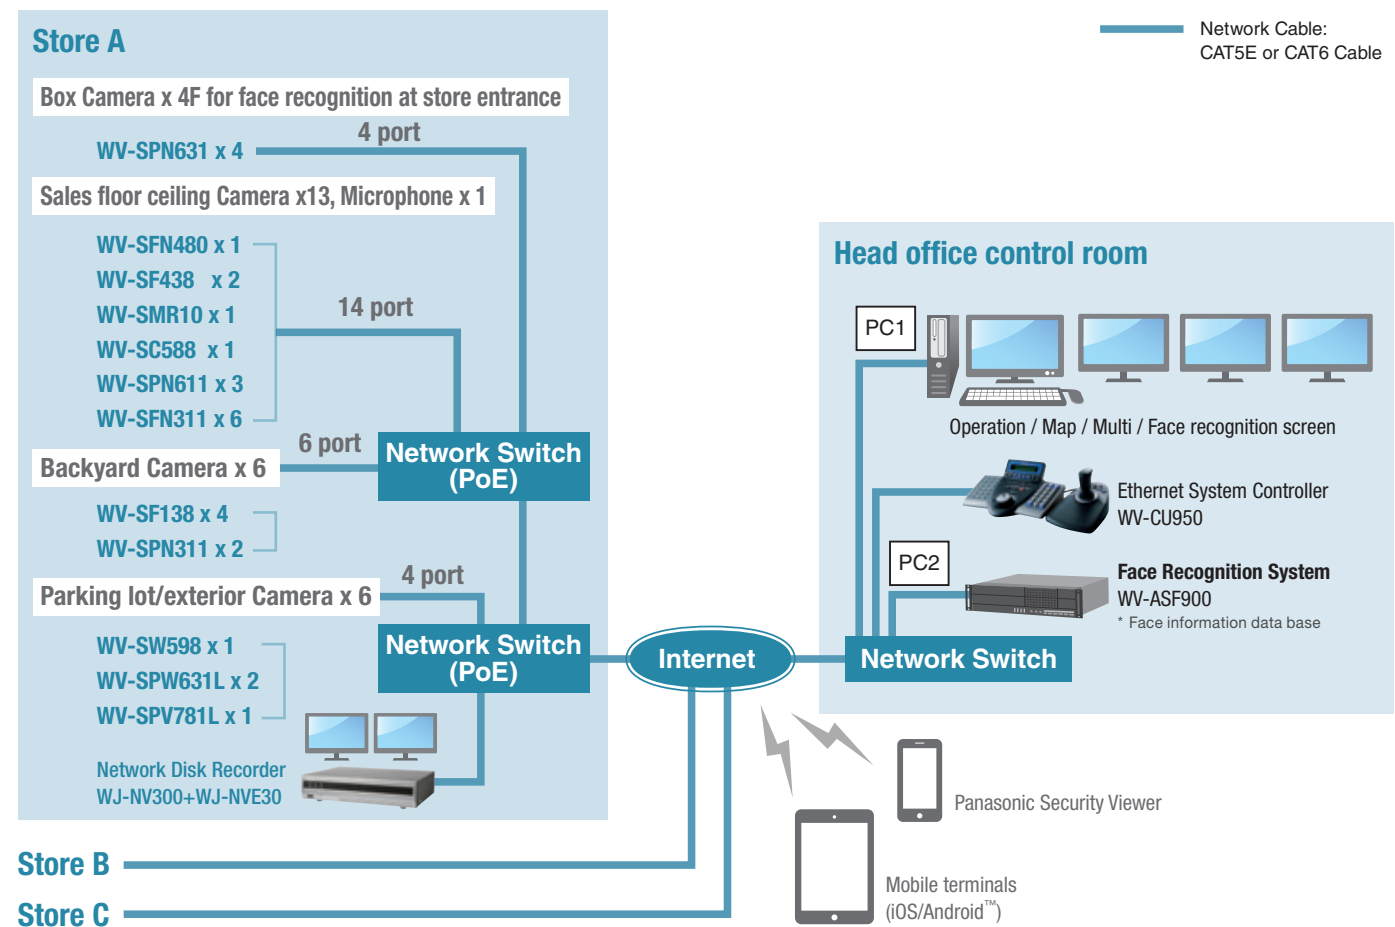 Store A
Network Cable:
CAT5E or CAT6 Cable
Box Camera x 4F for face recognition at store entrance
4 port
WV-SPN631 x 4
Sales floor ceiling Camera x13, Microphone x 1
WV-SFN480 x 1
WV-SF438 x 2
WV-SMR10 x 1
WV-SC588 x 1
WV-SPN611 x 3
WV-SFN311 x 6
14 port
6 port
Network Switch
(PoE)
Backyard Camera x 6
WV-SF138 x 4
WV-SPN311 x 2
4 port
Parking lot/exterior Camera x 6
WV-SW598 x 1
WV-SPW631L x 2
WV-SPV781L x 1
Network Switch
(PoE)
Network Disk Recorder
WJ-NV300+WJ-NVE30
Internet
Store B
Store C
Head office control room
PC1
Operation / Map / Multi / Face recognition screen
Ethernet System Controller
WV-CU950
PC2
Face Recognition System
WV-ASF900
* Face information data base
Network Switch
Panasonic Security Viewer
Mobile terminals
(iOS/Android™)